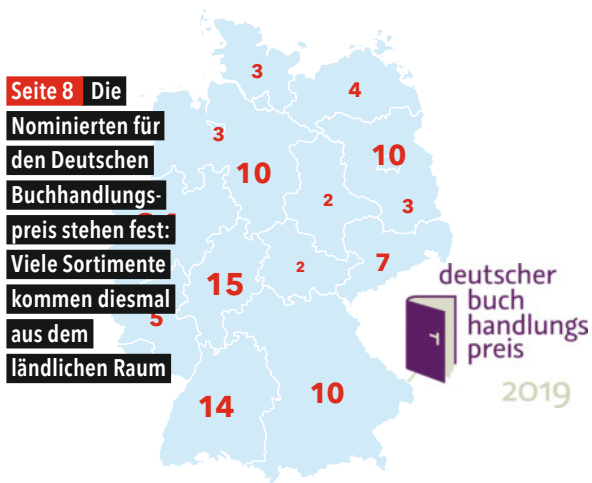 3
4
Seite 8 Die
Nominierten für
den Deutschen
Buchhandlungs-
preis stehen fest:
Viele Sortimente
kommen diesmal
aus dem
ländlichen Raum
3
10
10
2
3
2
7
15
5
14
10
deutscher
buch
handlungs
preis
2019